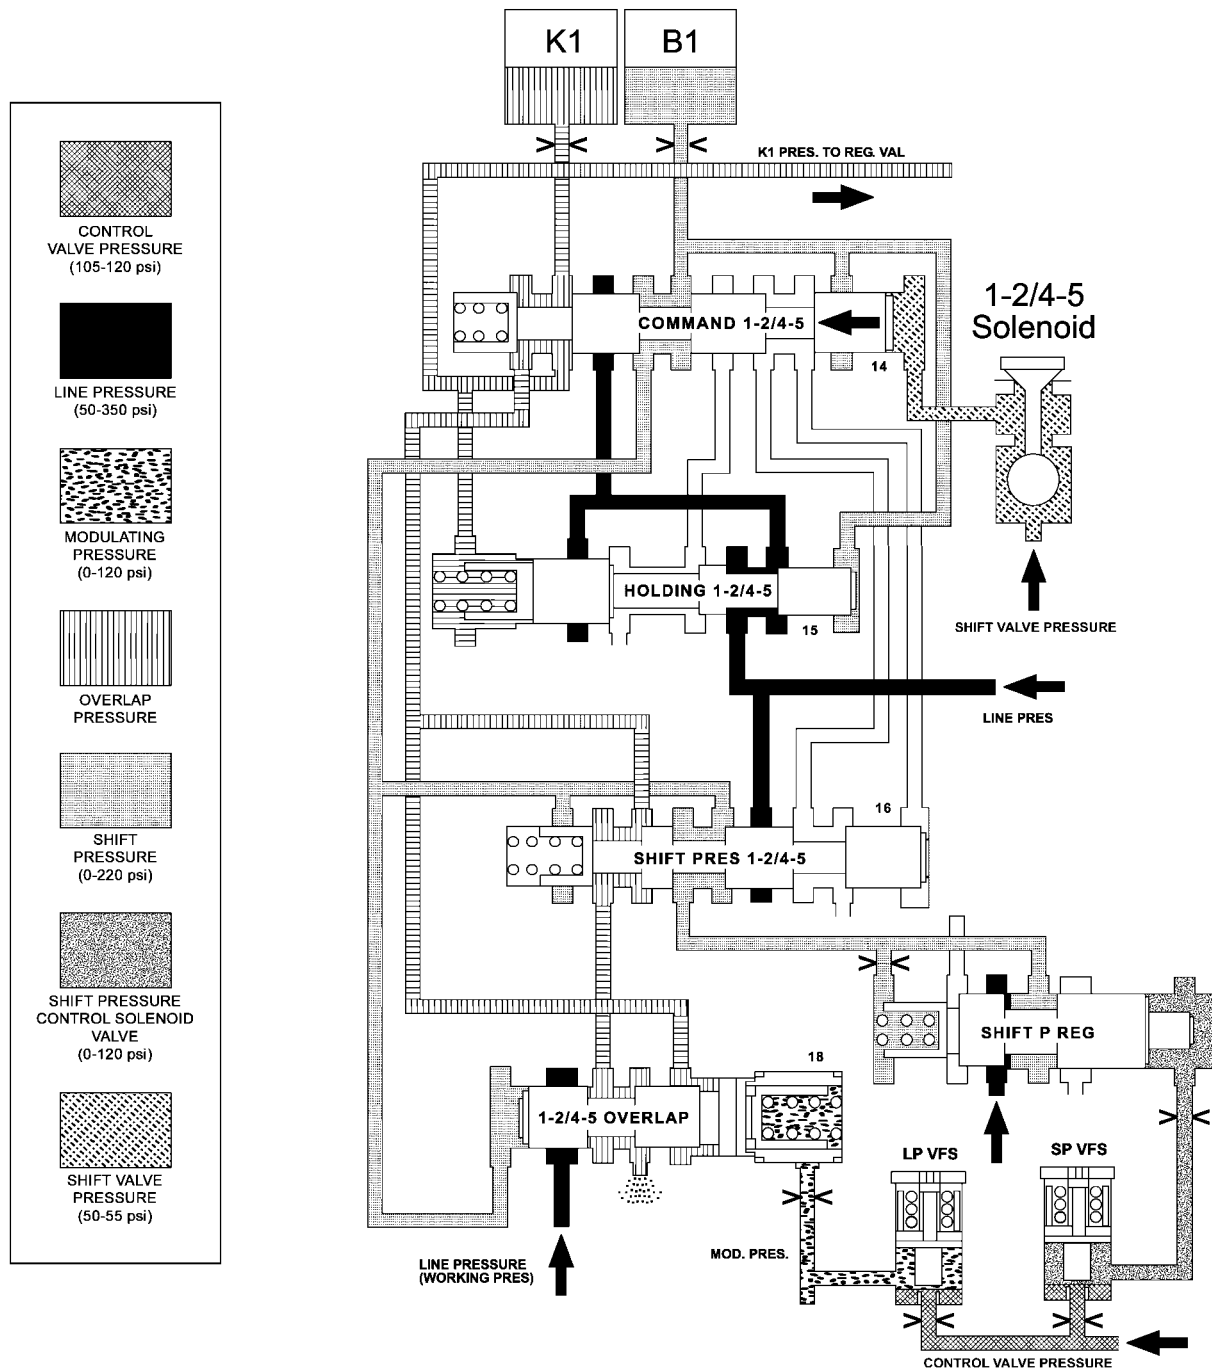 K1
B1
K1 PRES. TO REG. VAL
CONTROL
VALVE PRESSURE
(105-120 psi)
LINE PRESSURE
(50-350 psi)
MODULATING
PRESSURE
(0-120 psi)
OVERLAP
PRESSURE
SHIFT
PRESSURE
(0-220 psi)
SHIFT PRESSURE
CONTROL SOLENOID
VALVE
(0-120 psi)
SHIFT VALVE
PRESSURE
(50-55 psi)
COMMAND 1-2/4-5
14
1-2/4-5
Solenoid
SHIFT VALVE PRESSURE
HOLDING 1-2/4-5
15
LINE PRES
16
SHIFT PRES 1-2/4-5
SHIFT P REG
18
1-2/4-5 OVERLAP
LP VFS
SP VFS
MOD. PRES.
LINE PRESSURE
(WORKING PRES)
CONTROL VALVE PRESSURE